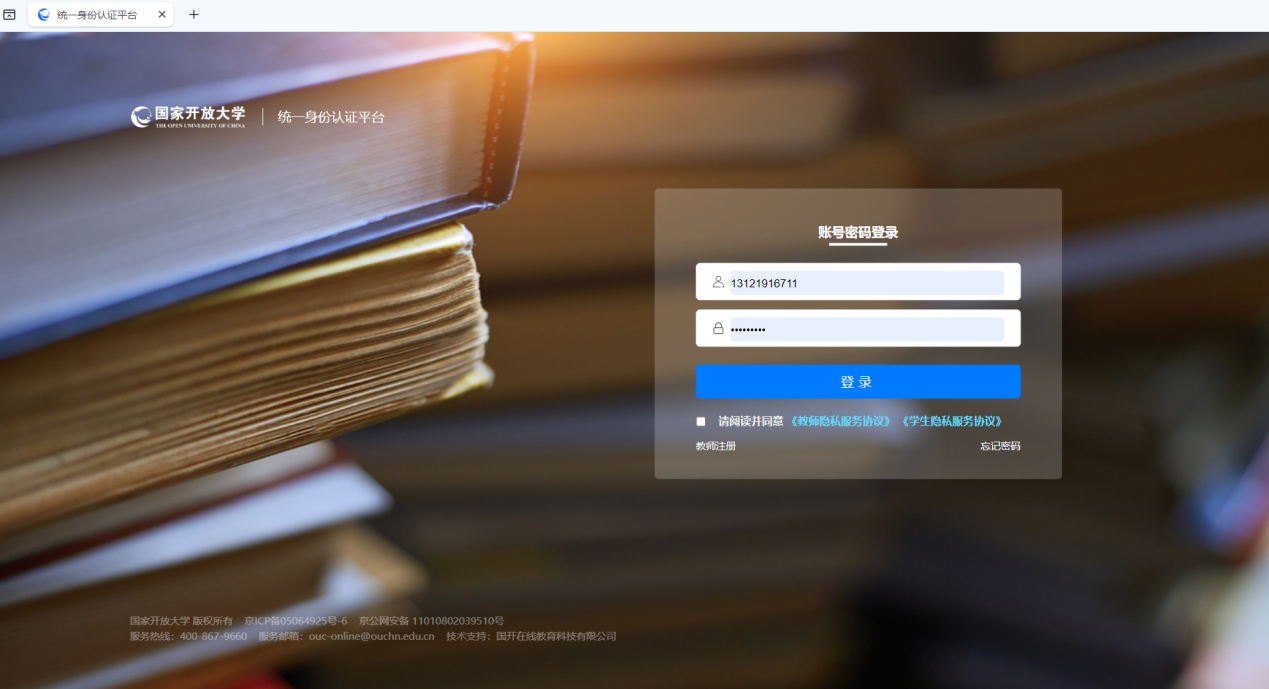 统一身份认证平台
国家开放大学
THE OPEN UNIVERSITY OF CHINA
统一身份认证平台
账号密码登录
13121916711
•••••••••
登 录
请阅读并同意 《教师隐私服务协议》 《学生隐私服务协议》
教师注册 忘记密码
国家开放大学 版权所有 京ICP备05064925号-6 京公网安备 11010802039510号
服务热线：400-867-9660 服务邮箱：ouc-online@ouchn.edu.cn 技术支持：国开在线教育科技有限公司